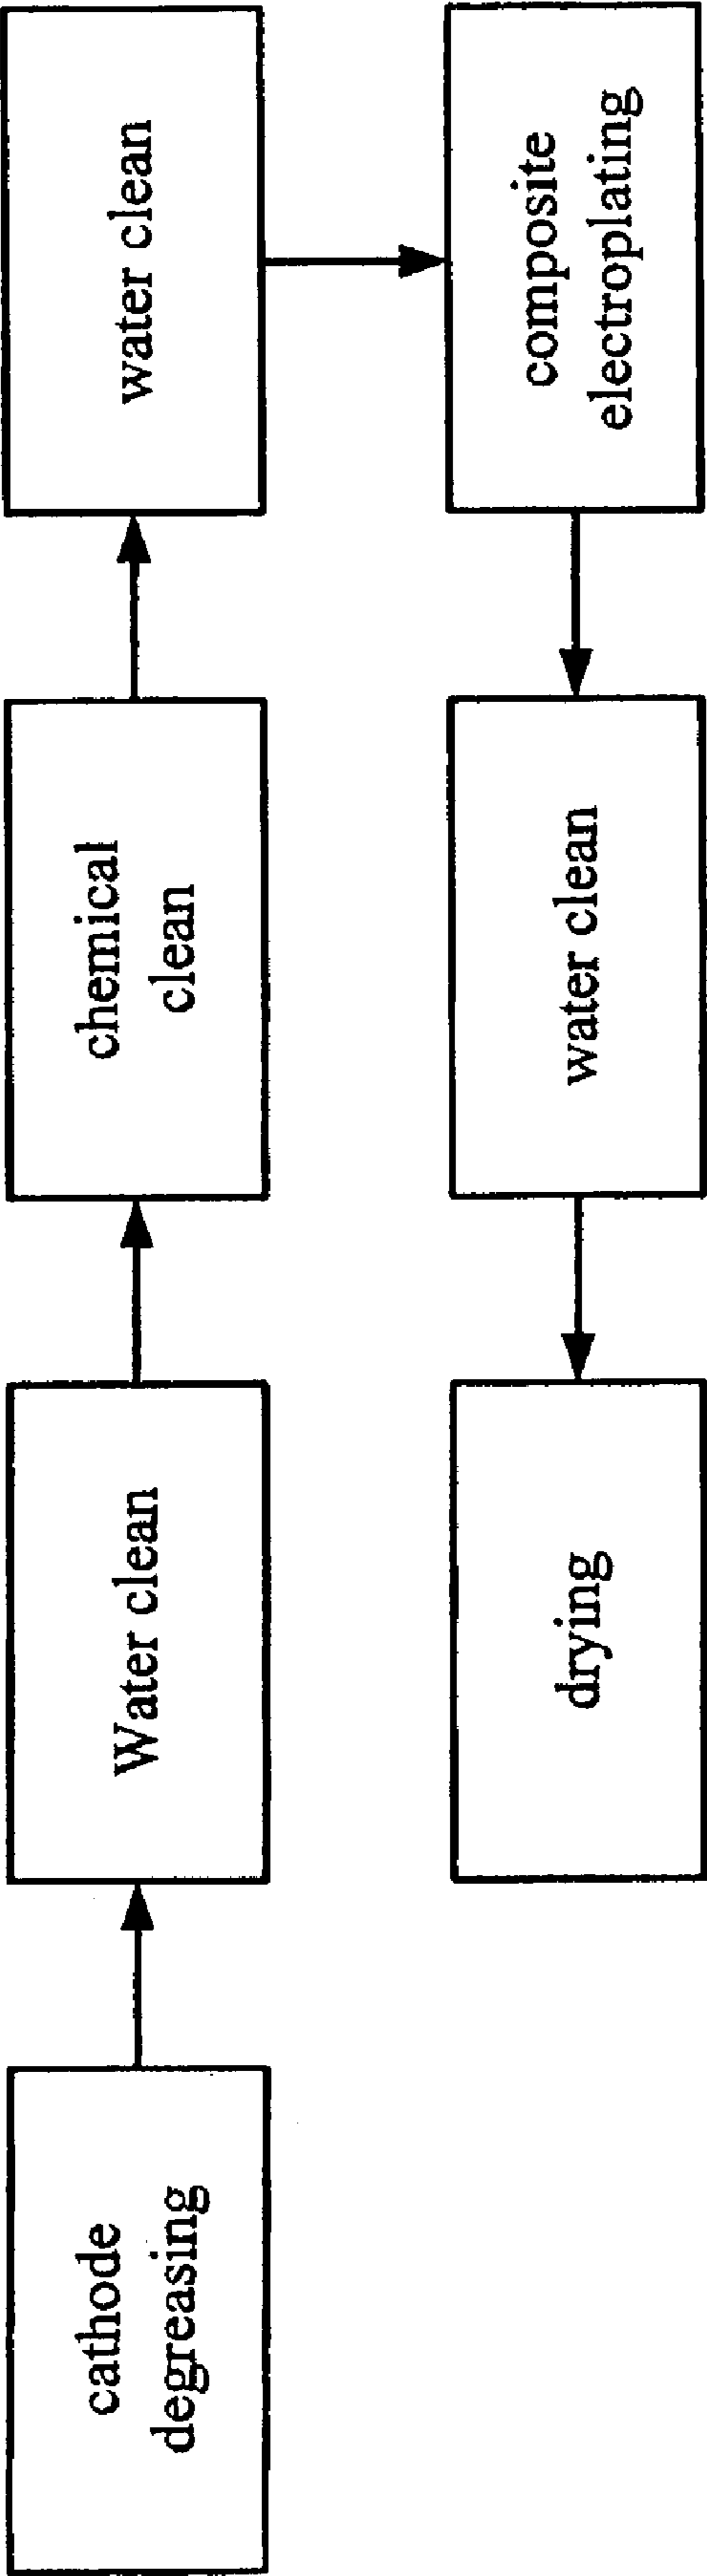 cathode
degreasing
Water clean
chemical
clean
water clean
composite
electroplating
water clean
drying